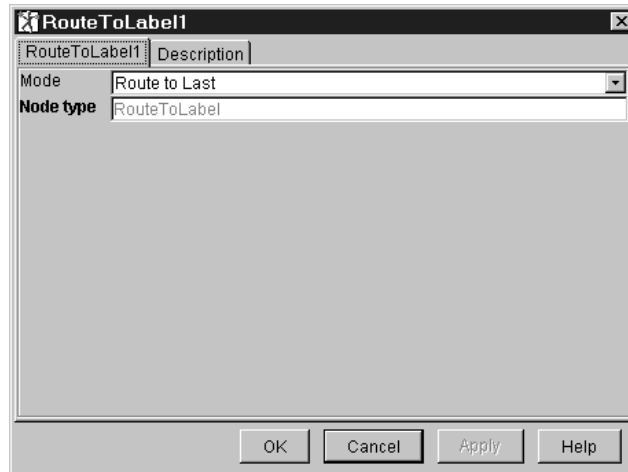 RouteToLabel1
RouteToLabel1 Description
Mode Route to Last
Node type RouteToLabel
OK Cancel Apply Help